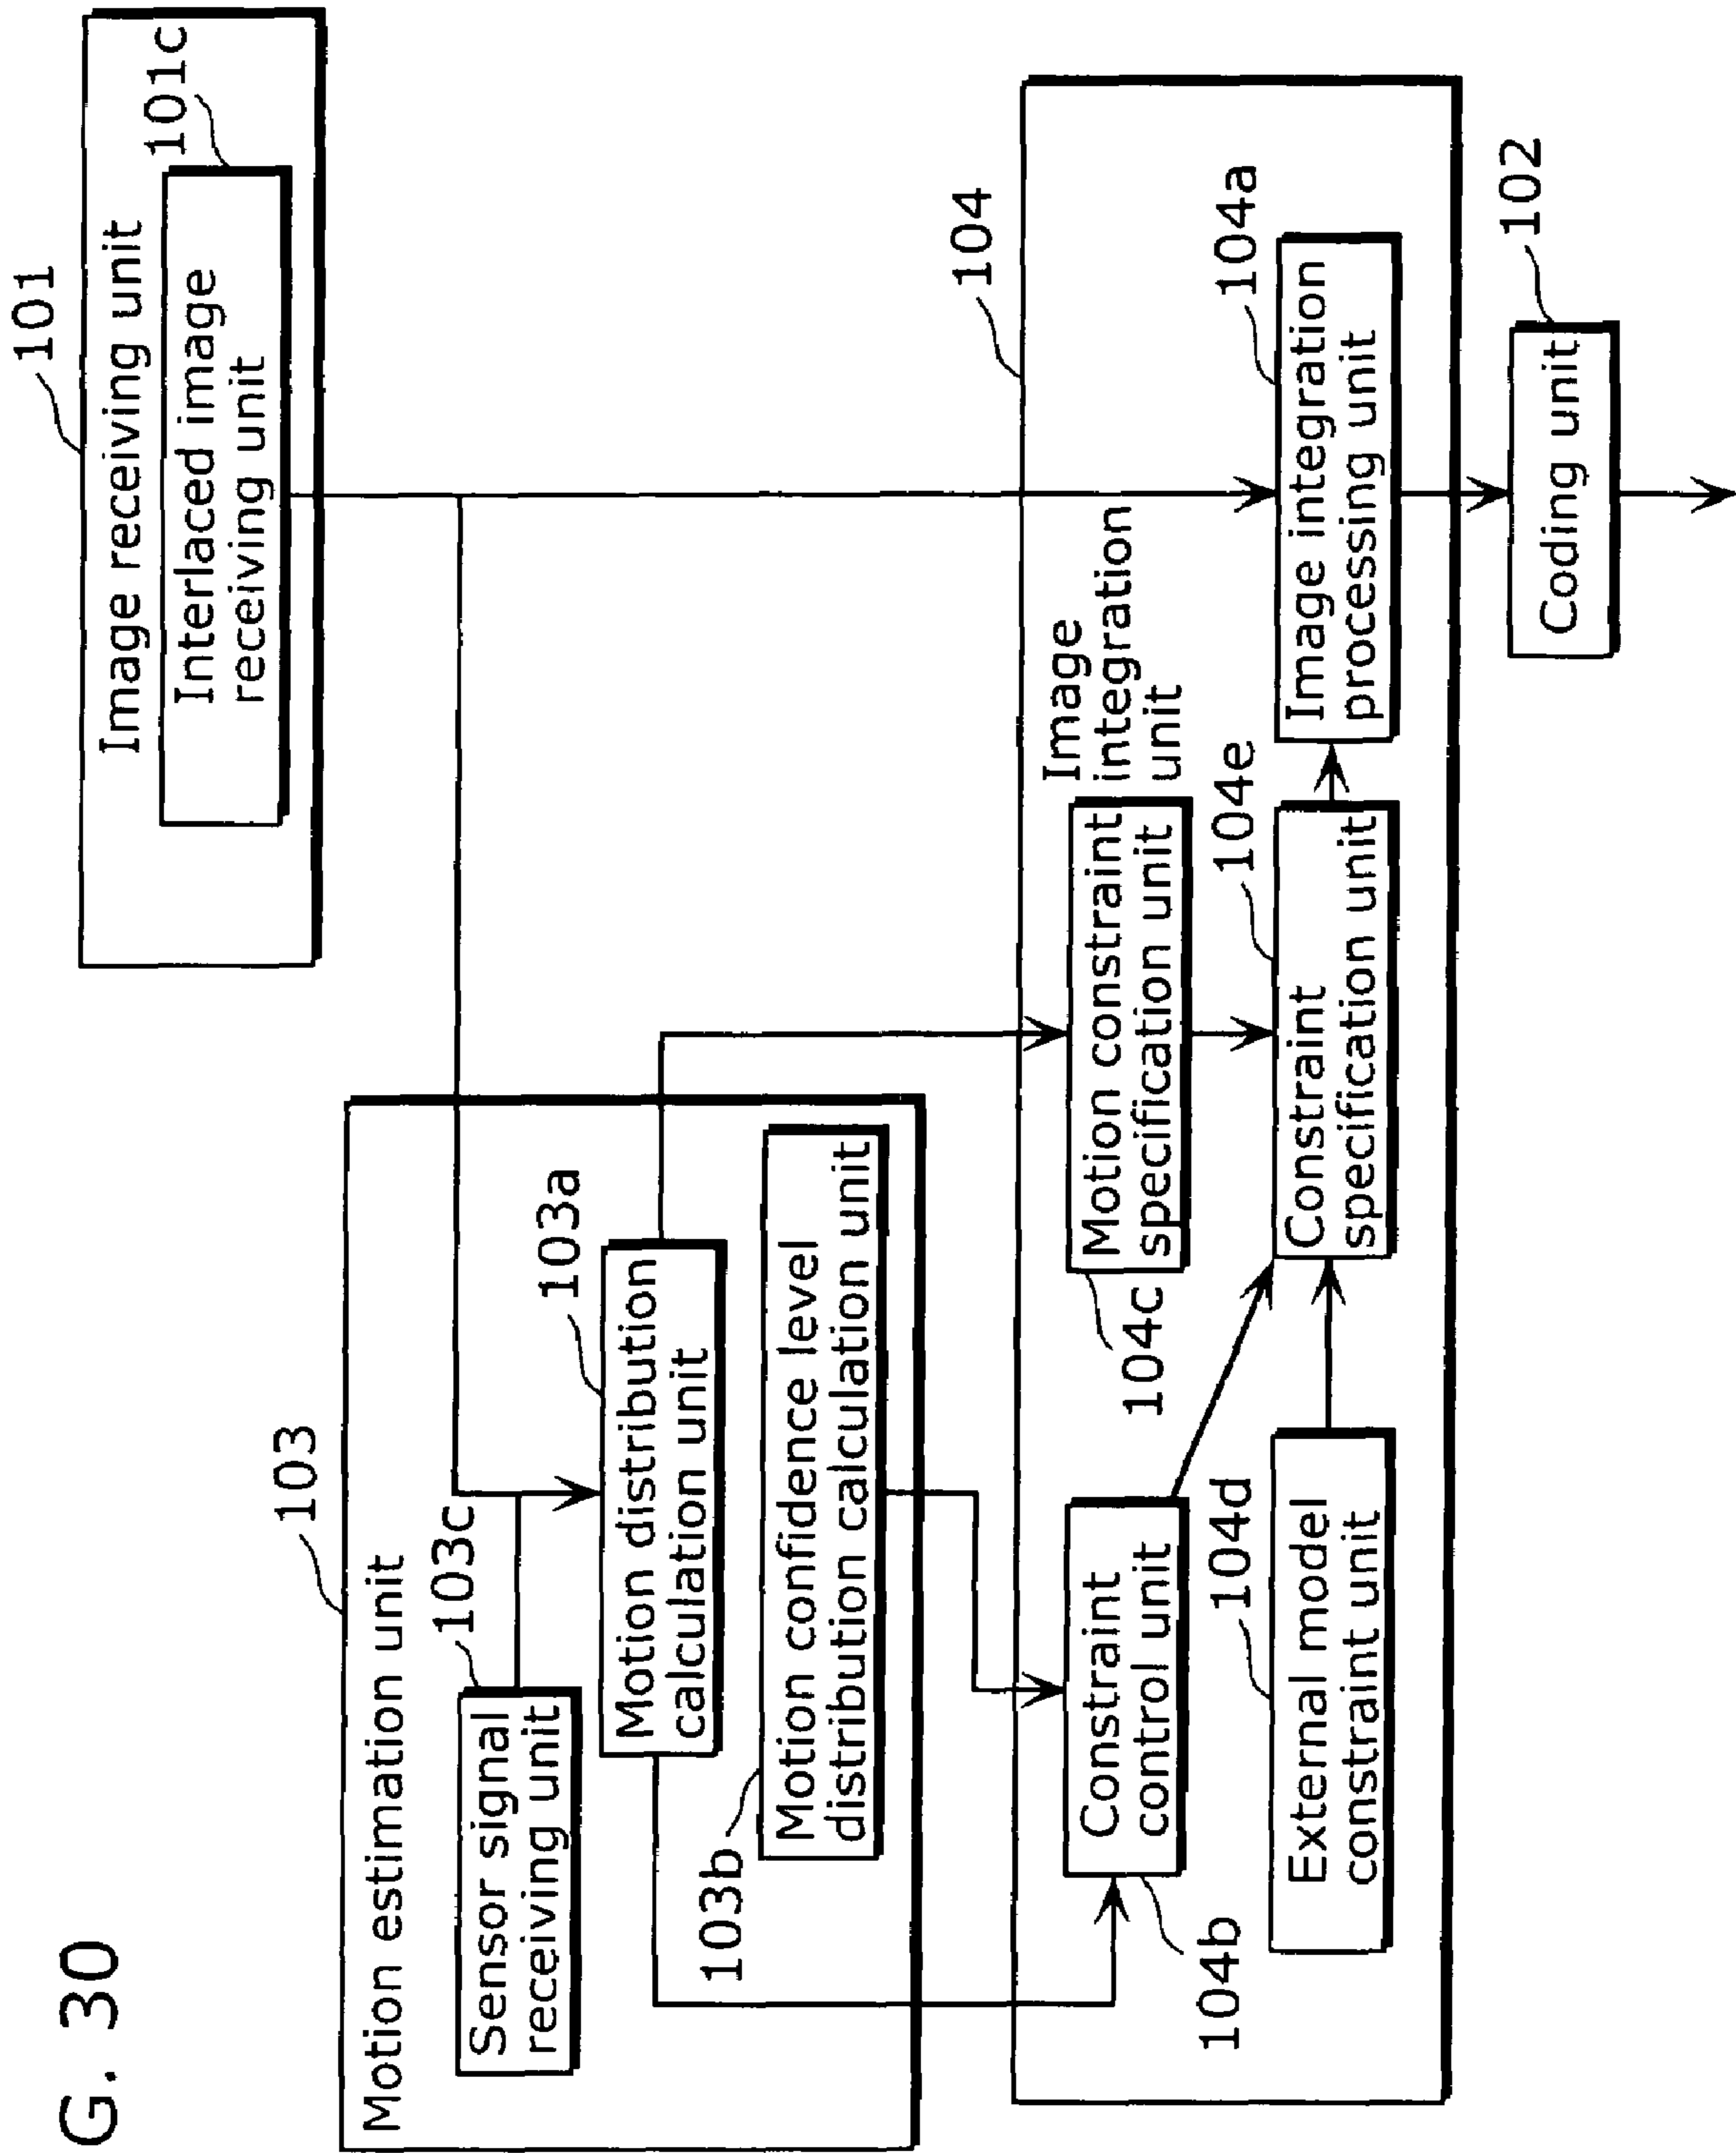 G. 30
101
Image receiving unit
101c
Interlaced image
receiving unit
103
Motion estimation unit
103c
Sensor signal
receiving unit
103a
Motion distribution
calculation unit
103b
Motion confidence level
distribution calculation unit
104
Image
integration
unit
104c
Motion constraint
specification unit
104b
Constraint
control unit
104d
External model
constraint unit
104e
Constraint
specification unit
104a
Image integration
processing unit
102
Coding unit